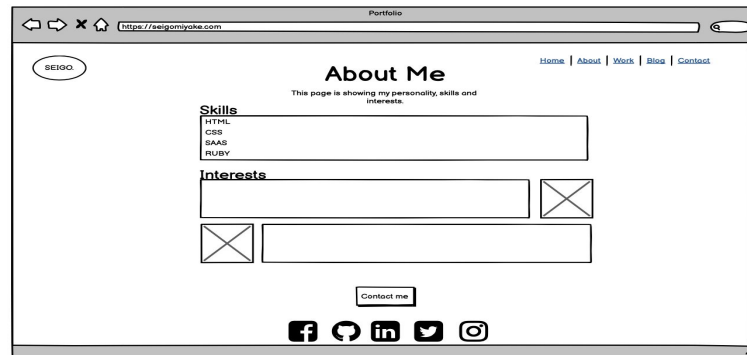 Portfolio
https://seigomiyake.com
SEIGO.
Home | About | Work | Blog | Contact
About Me
This page is showing my personality, skills and
interests.
Skills
HTML
CSS
SAAS
RUBY
Interests
Contact me